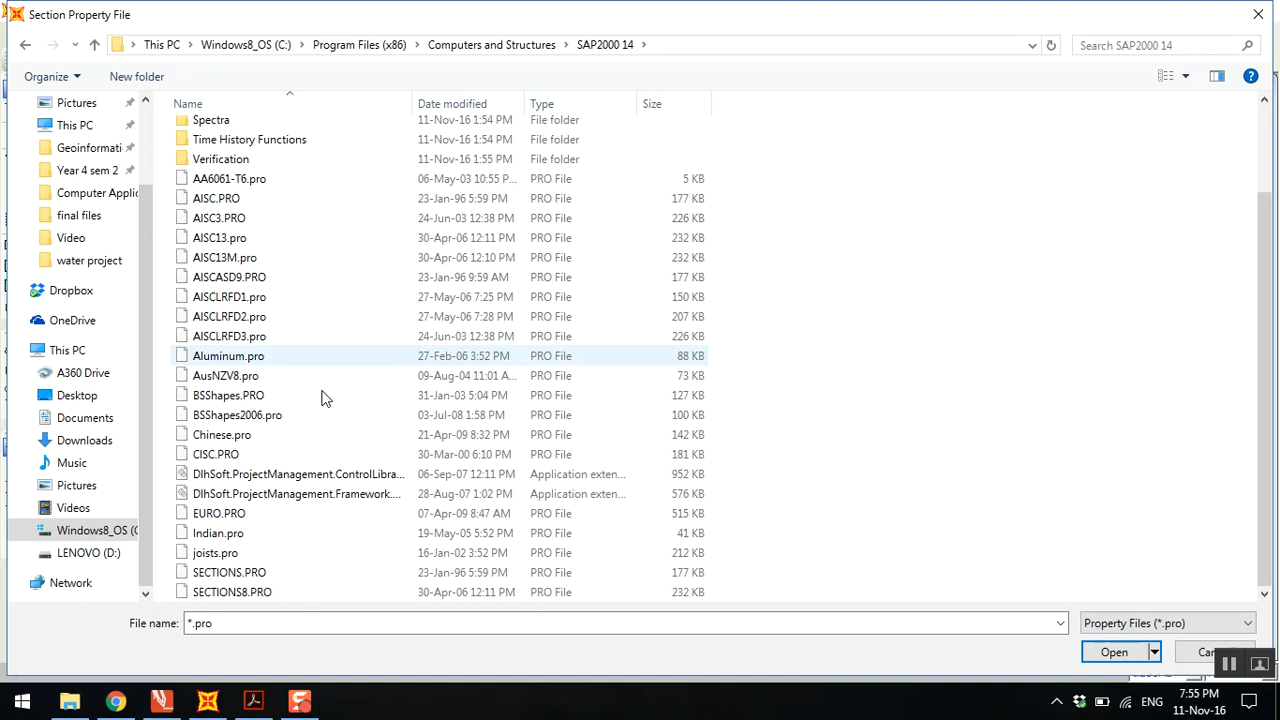 Section Property File
This PC > Windows8_OS (C:) > Program Files (x86) > Computers and Structures > SAP2000 14 >
Search SAP2000 14
Organize
New folder
Pictures
This PC
Geoinformati
Year 4 sem 2
Computer Applic
final files
Video
water project
Dropbox
OneDrive
This PC
A360 Drive
Desktop
Documents
Downloads
Music
Pictures
Videos
Windows8_OS (C
LENOVO (D:)
Network
Name Date modified Type Size
Spectra 11-Nov-16 1:54 PM File folder
Time History Functions 11-Nov-16 1:54 PM File folder
Verification 11-Nov-16 1:55 PM File folder
AA6061-T6.pro 06-May-03 10:55 P... PRO File 5 KB
AISC.PRO 23-Jan-96 5:59 PM PRO File 177 KB
AISC3.PRO 24-Jun-03 12:38 PM PRO File 226 KB
AISC13.pro 30-Apr-06 12:11 PM PRO File 232 KB
AISC13M.pro 30-Apr-06 12:10 PM PRO File 232 KB
AISCASD9.PRO 23-Jan-96 9:59 AM PRO File 177 KB
AISCLRFD1.pro 27-May-06 7:25 PM PRO File 150 KB
AISCLRFD2.pro 27-May-06 7:28 PM PRO File 207 KB
AISCLRFD3.pro 24-Jun-03 12:38 PM PRO File 226 KB
Aluminum.pro 27-Feb-06 3:52 PM PRO File 88 KB
AusNZV8.pro 09-Aug-04 11:01 A... PRO File 73 KB
BSShapes.PRO 31-Jan-03 5:04 PM PRO File 127 KB
BSShapes2006.pro 03-Jul-08 1:58 PM PRO File 100 KB
Chinese.pro 21-Apr-09 8:32 PM PRO File 142 KB
CISC.PRO 30-Mar-00 6:10 PM PRO File 181 KB
DlhSoft.ProjectManagement.ControlLibra... 06-Sep-07 12:11 PM Application exten... 952 KB
DlhSoft.ProjectManagement.Framework.... 28-Aug-07 1:02 PM Application exten... 576 KB
EURO.PRO 07-Apr-09 8:47 AM PRO File 515 KB
Indian.pro 19-May-05 5:52 PM PRO File 41 KB
joists.pro 16-Jan-02 3:52 PM PRO File 212 KB
SECTIONS.PRO 23-Jan-96 5:59 PM PRO File 177 KB
SECTIONS8.PRO 30-Apr-06 12:11 PM PRO File 232 KB
File name: *.pro
Property Files (*.pro)
Open
Can
ENG
7:55 PM
11-Nov-16